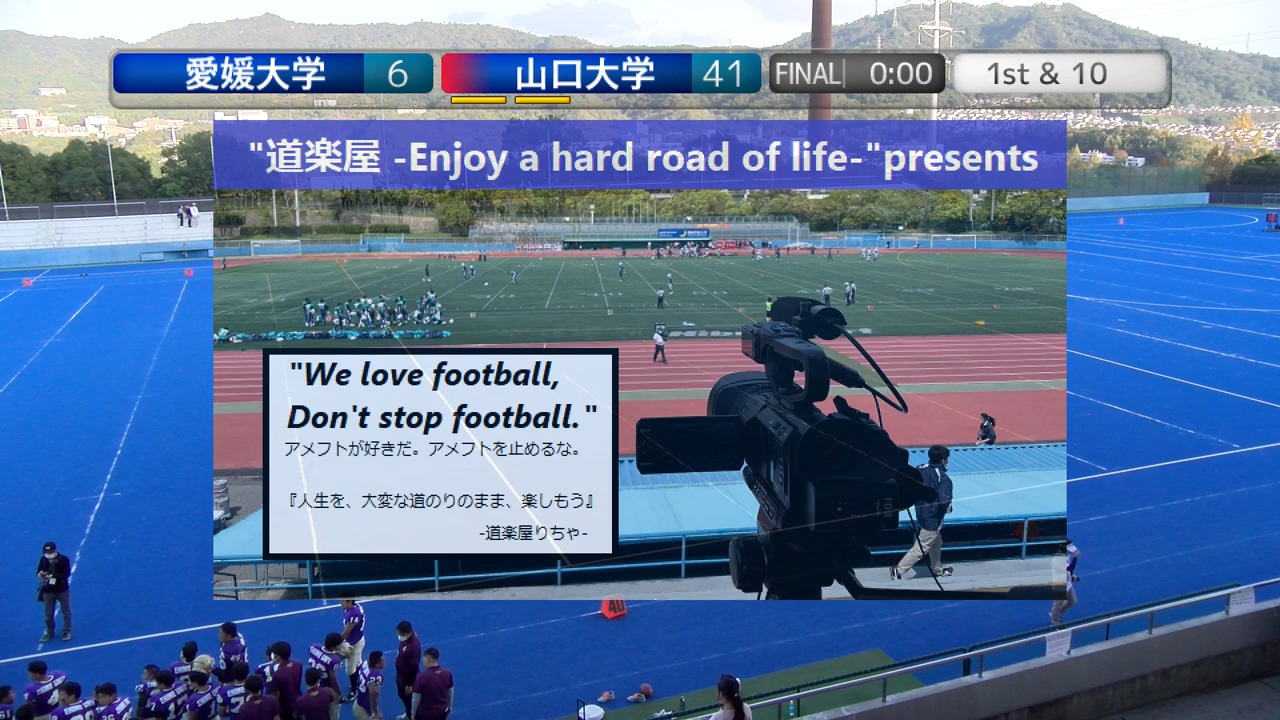 愛媛大学 6 山口大学 41 FINAL 0:00 1st & 10
"道楽屋 -Enjoy a hard road of life-"presents
"We love football,
Don't stop football."
アメフトが好きだ。アメフトを止めるな。
『人生を、大変な道のりのまま、楽しもう』
-道楽屋りちゃ-
40